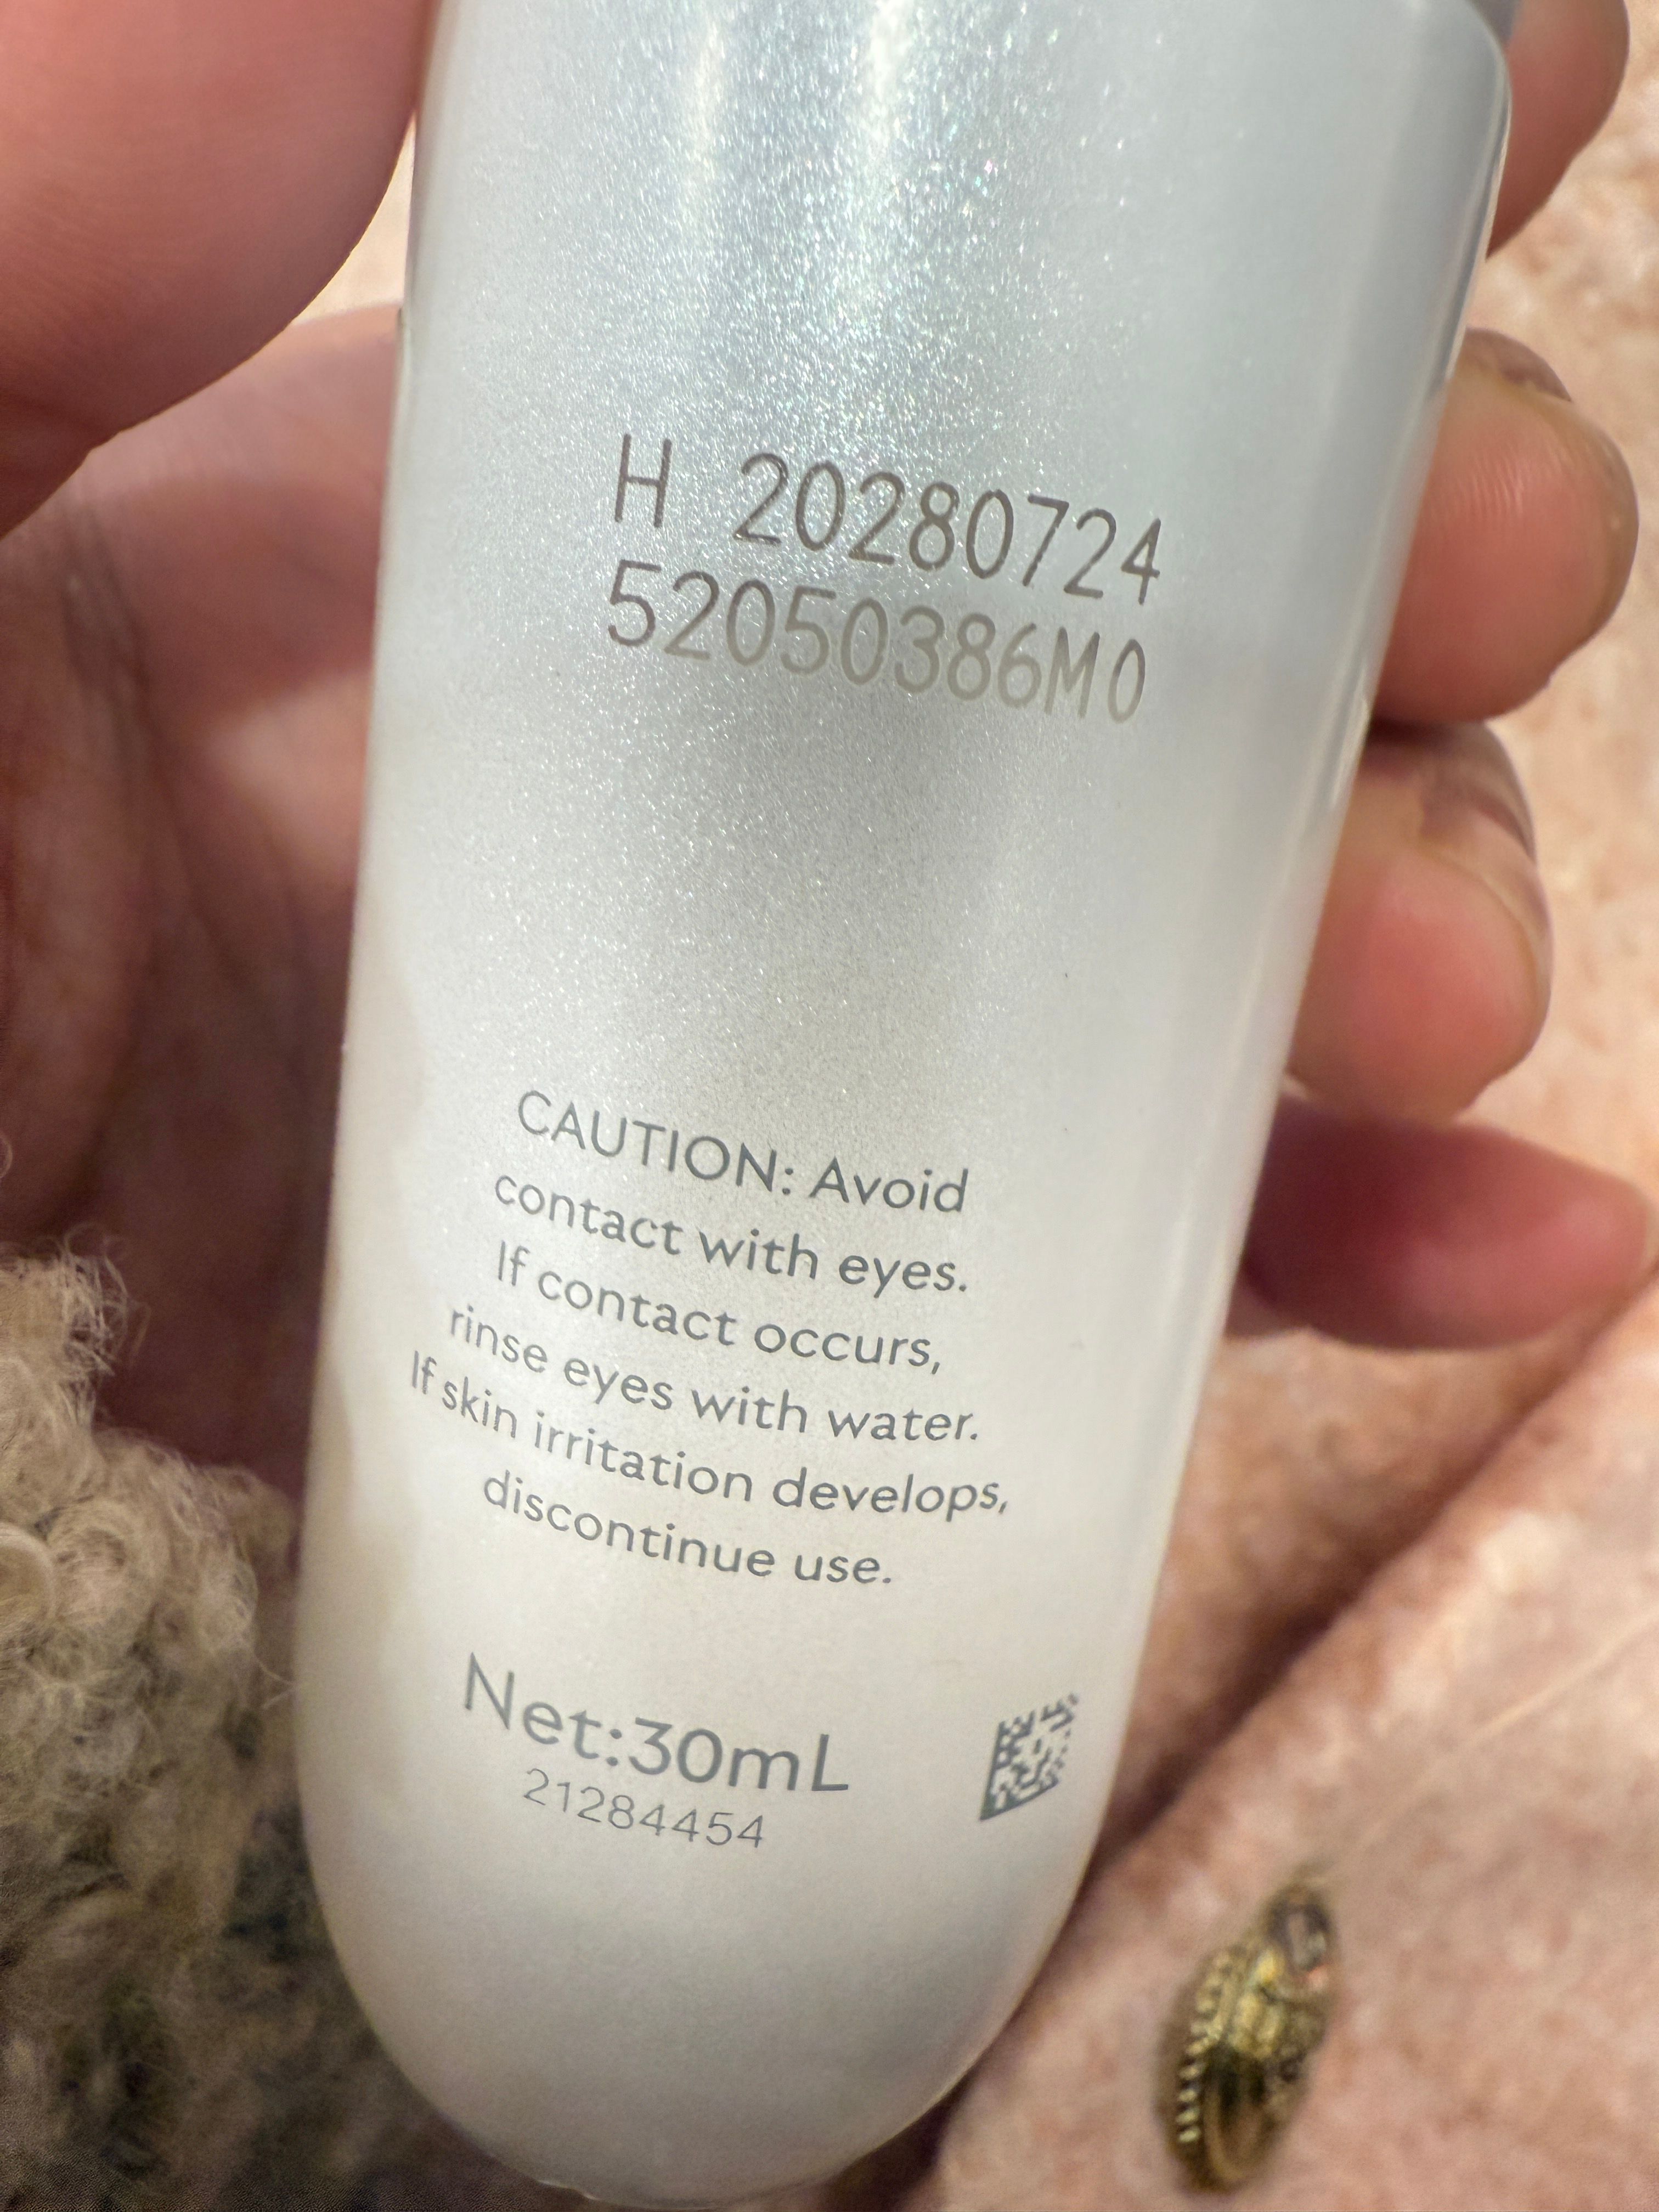 H 20280724
52050386M0
CAUTION: Avoid
contact with eyes.
If contact occurs,
rinse eyes with water.
If skin irritation develops,
discontinue use.
Net:30mL
21284454